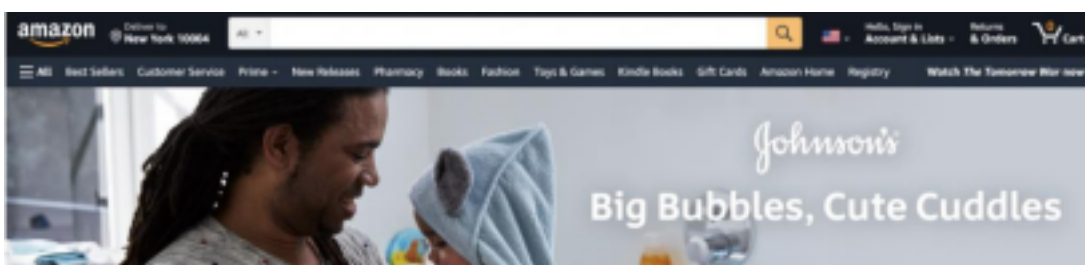 amazon
Deliver to
New York 10004
All
Hello, Sign in
Account & Lists
Returns
& Orders
0
Cart
All Best Sellers Customer Service Prime New Releases Pharmacy Books Fashion Toys & Games Kindle Books Gift Cards Amazon Home Registry Watch The Tomorrow War now
Johnson's
Big Bubbles, Cute Cuddles